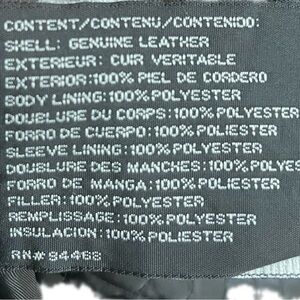 CONTENT/CONTENU/CONTENIDO:
SHELL: GENUINE LEATHER
EXTERIEUR: CUIR VERITABLE
EXTERIOR:100% PIEL DE CORDERO
BODY LINING:100% POLYESTER
DOUBLURE DU CORPS:100% POLYESTER
FORRO DE CUERPO:100% POLIESTER
SLEEVE LINING:100% POLYESTER
DOUBLURE DES MANCHES:100% POLYES
FORRO DE MANGA:100% POLIESTER
FILLER:100% POLYESTER
REMPLISSAGE:100% POLYESTER
INSULACION:100% POLIESTER
RN# 94462